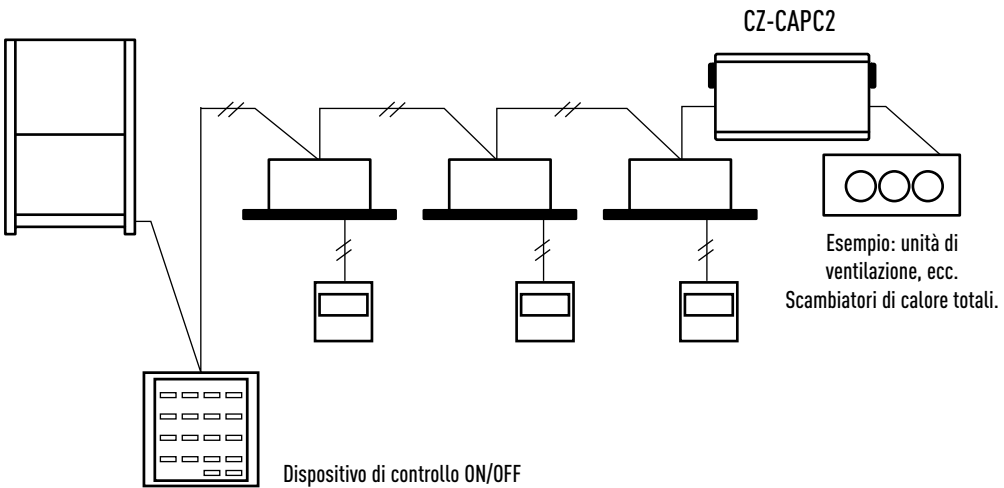 CZ-CAPC2
Esempio: unità di
ventilazione, ecc.
Scambiatori di calore totali.
Dispositivo di controllo ON/OFF